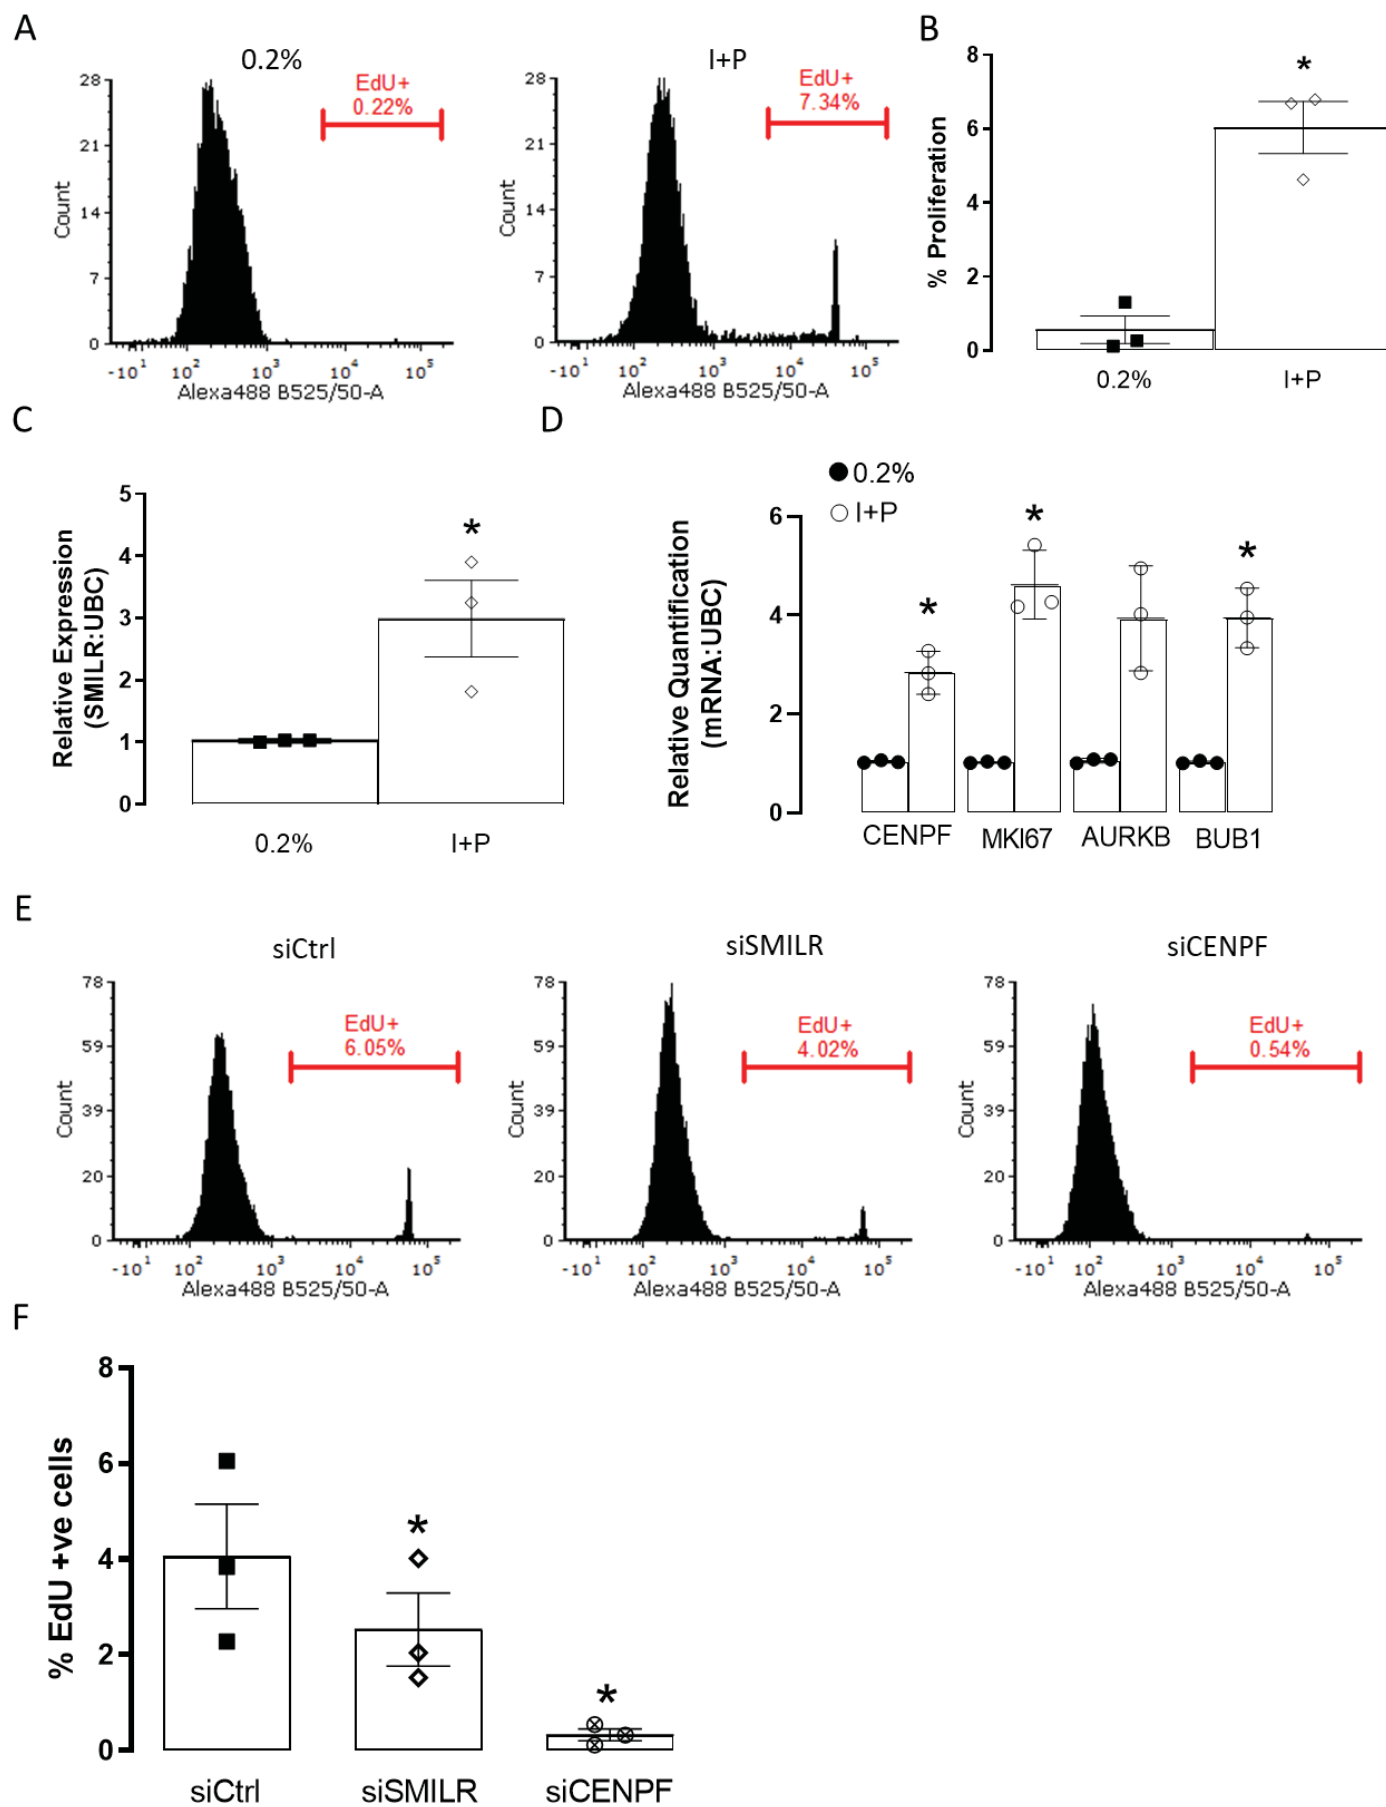 A
0.2%
EdU+
0.22%
28
21
14
7
0
Count
-10¹ 10² 10³ 10⁴ 10⁵
Alexa488 B525/50-A
I+P
EdU+
7.34%
28
21
14
7
0
Count
-10¹ 10² 10³ 10⁴ 10⁵
Alexa488 B525/50-A
B
8
6
4
2
0
% Proliferation
*
0.2% I+P
C
5
4
3
2
1
0
Relative Expression
(SMILR:UBC)
*
0.2% I+P
D
0.2%
I+P
6
4
2
0
Relative Quantification
(mRNA:UBC)
* * *
CENPF MKI67 AURKB BUB1
E
siCtrl
EdU+
6.05%
78
59
39
20
0
Count
-10¹ 10² 10³ 10⁴ 10⁵
Alexa488 B525/50-A
siSMILR
EdU+
4.02%
78
59
39
20
0
Count
-10¹ 10² 10³ 10⁴ 10⁵
Alexa488 B525/50-A
siCENPF
EdU+
0.54%
78
59
39
20
0
Count
-10¹ 10² 10³ 10⁴ 10⁵
Alexa488 B525/50-A
F
8
6
4
2
0
% EdU +ve cells
* *
siCtrl siSMILR siCENPF